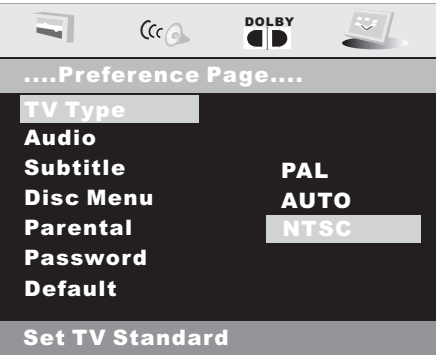 DOLBY
....Preference Page....
TV Type
Audio
Subtitle
PAL
Disc Menu
AUTO
Parental
NTSC
Password
Default
Set TV Standard